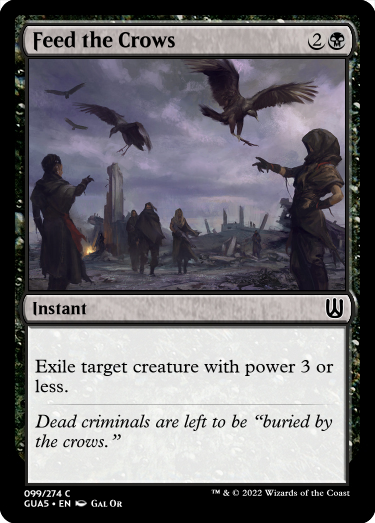 Feed the Crows 2
Instant
Exile target creature with power 3 or
less.
Dead criminals are left to be “buried by
the crows.”
099/274 C
GUA5 • EN Gal Or
™ & © 2022 Wizards of the Coast